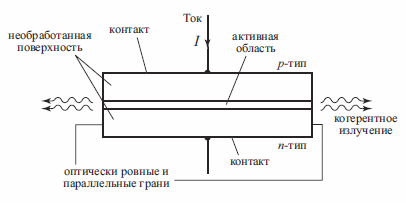 Ток
контакт
необработанная
поверхность
I
активная
область
p-тип
когерентное
излучение
n-тип
контакт
оптически ровные и
параллельные грани